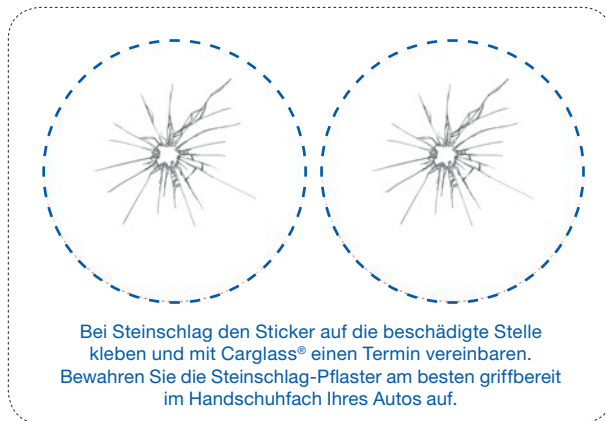 Bei Steinschlag den Sticker auf die beschädigte Stelle
kleben und mit Carglass® einen Termin vereinbaren.
Bewahren Sie die Steinschlag-Pflaster am besten griffbereit
im Handschuhfach Ihres Autos auf.